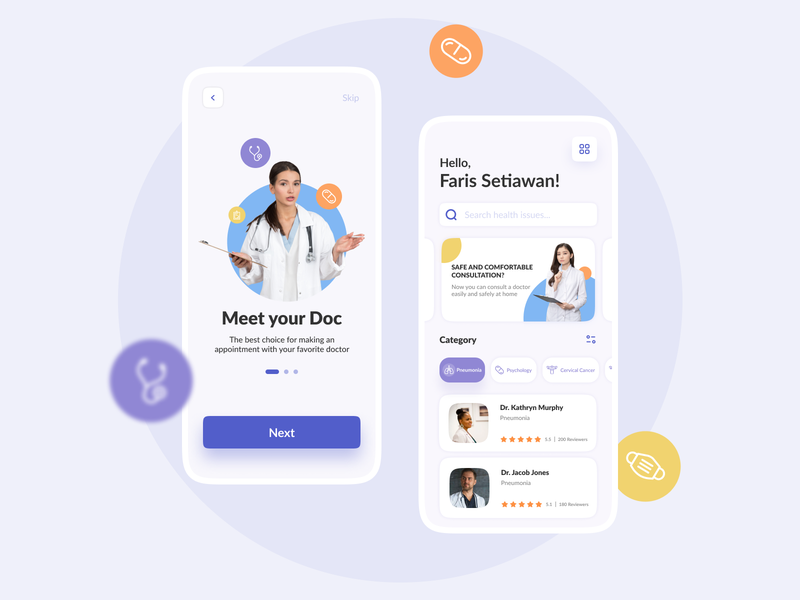 Skip
Meet your Doc
The best choice for making an
appointment with your favorite doctor
Next
Hello,
Faris Setiawan!
Search health issues...
SAFE AND COMFORTABLE
CONSULTATION?
Now you can consult a doctor
easily and safely at home
Category
Pneumonia
Psychology
Cervical Cancer
Dr. Kathryn Murphy
Pneumonia
5.5 | 200 Reviewers
Dr. Jacob Jones
Pneumonia
5.1 | 180 Reviewers